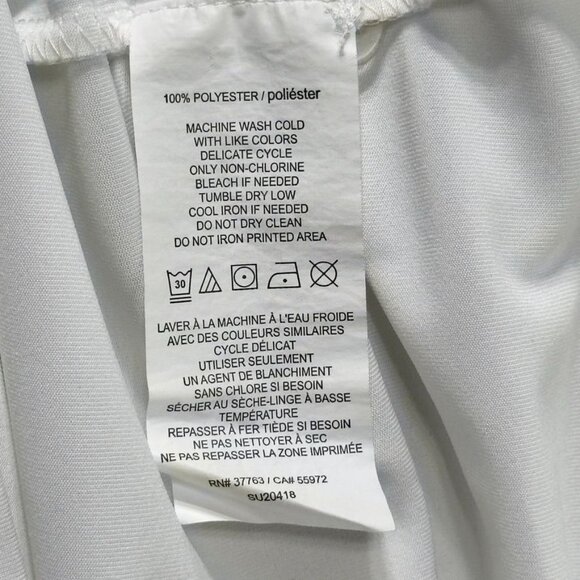 100% POLYESTER / poliéster
MACHINE WASH COLD
WITH LIKE COLORS
DELICATE CYCLE
ONLY NON-CHLORINE
BLEACH IF NEEDED
TUMBLE DRY LOW
COOL IRON IF NEEDED
DO NOT DRY CLEAN
DO NOT IRON PRINTED AREA
30
LAVER À LA MACHINE À L'EAU FROIDE
AVEC DES COULEURS SIMILAIRES
CYCLE DÉLICAT
UTILISER SEULEMENT
UN AGENT DE BLANCHIMENT
SANS CHLORE SI BESOIN
SÉCHER AU SÈCHE-LINGE À BASSE
TEMPÉRATURE
REPASSER À FER TIÈDE SI BESOIN
NE PAS NETTOYER À SEC
NE PAS REPASSER LA ZONE IMPRIMÉE
RN# 37763 / CA# 55972
SU20418